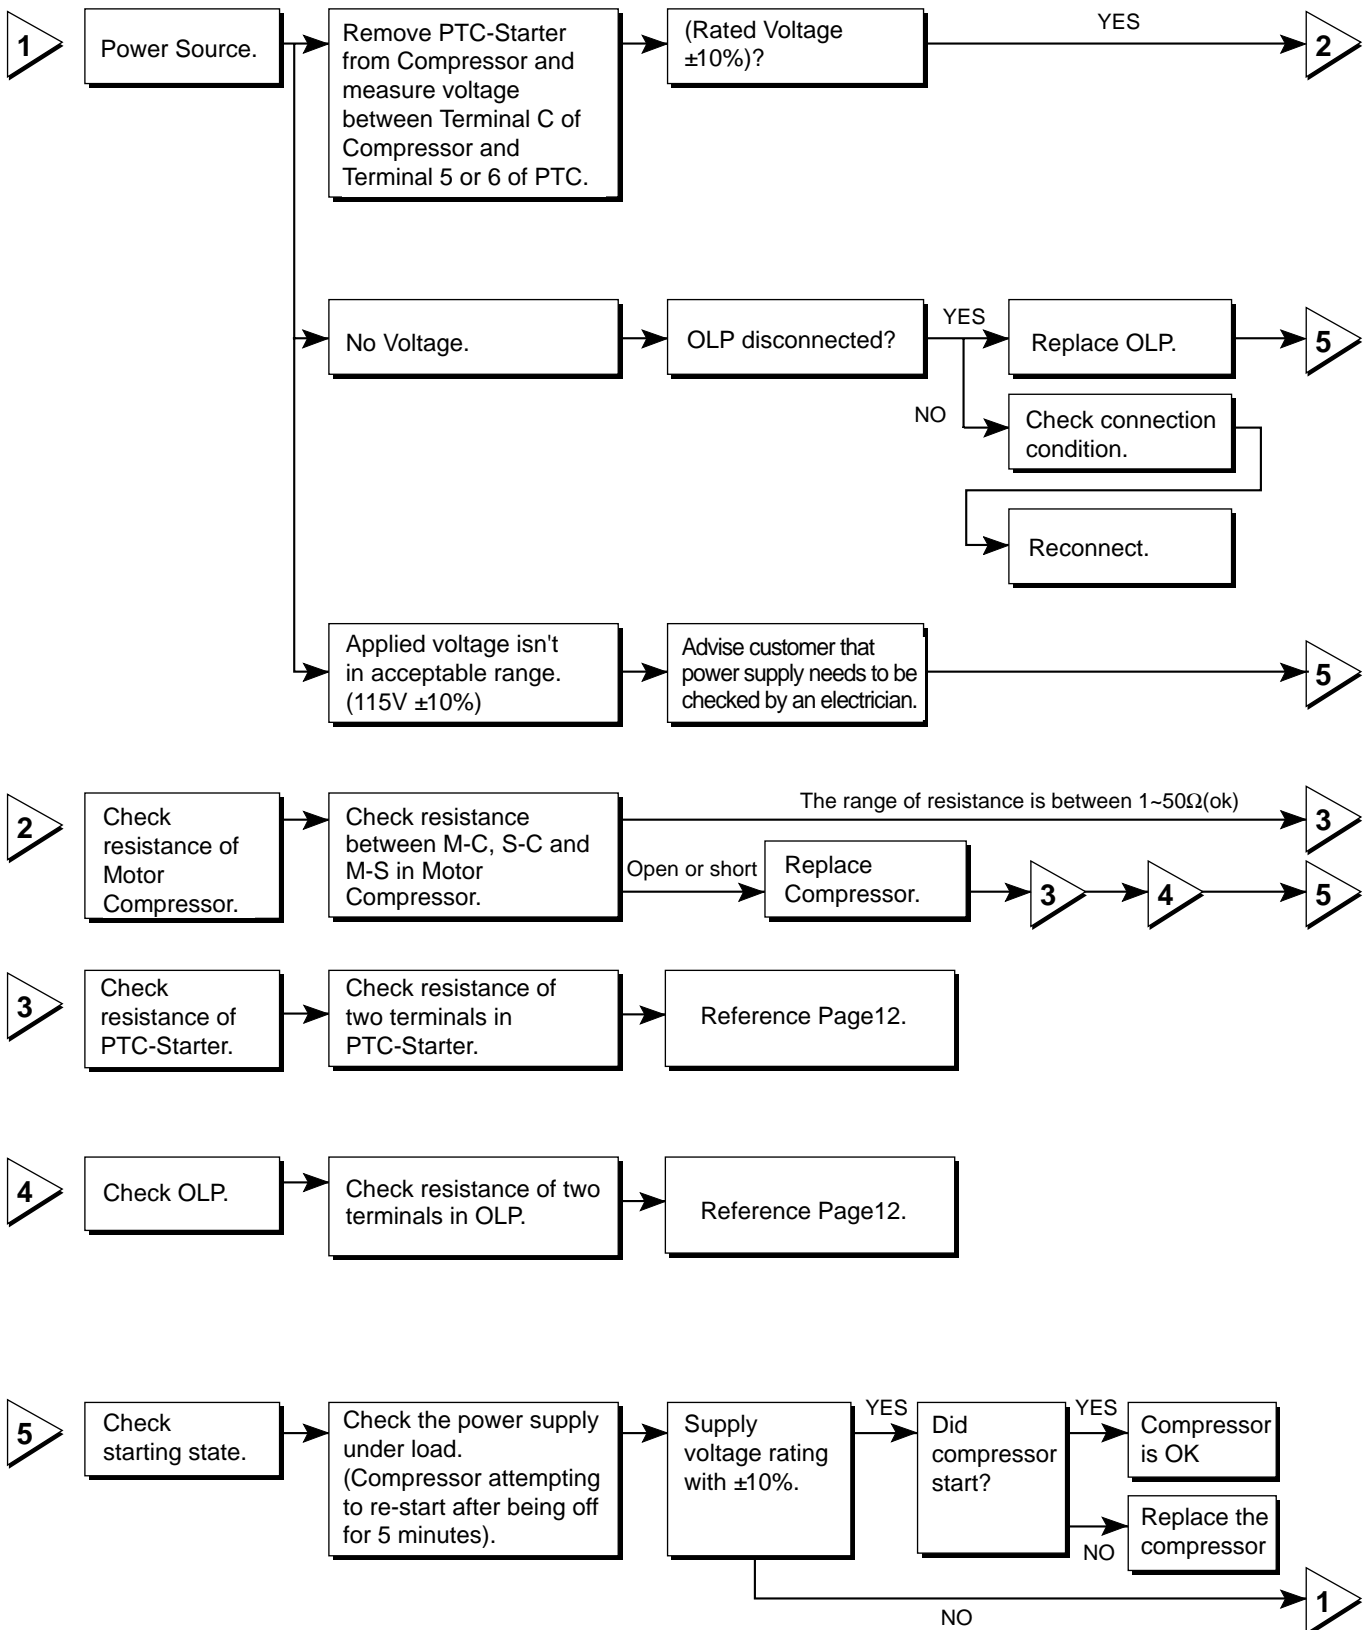 1
Power Source.
Remove PTC-Starter
from Compressor and
measure voltage
between Terminal C of
Compressor and
Terminal 5 or 6 of PTC.
(Rated Voltage
±10%)?
YES
2
No Voltage.
OLP disconnected?
YES
Replace OLP.
5
NO
Check connection
condition.
Reconnect.
Applied voltage isn't
in acceptable range.
(115V ±10%)
Advise customer that
power supply needs to be
checked by an electrician.
5
2
Check
resistance of
Motor
Compressor.
Check resistance
between M-C, S-C and
M-S in Motor
Compressor.
The range of resistance is between 1~50Ω(ok)
3
Open or short
Replace
Compressor.
3
4
5
3
Check
resistance of
PTC-Starter.
Check resistance of
two terminals in
PTC-Starter.
Reference Page12.
4
Check OLP.
Check resistance of two
terminals in OLP.
Reference Page12.
5
Check
starting state.
Check the power supply
under load.
(Compressor attempting
to re-start after being off
for 5 minutes).
Supply
voltage rating
with ±10%.
YES
Did
compressor
start?
YES
Compressor
is OK
NO
Replace the
compressor
NO
1